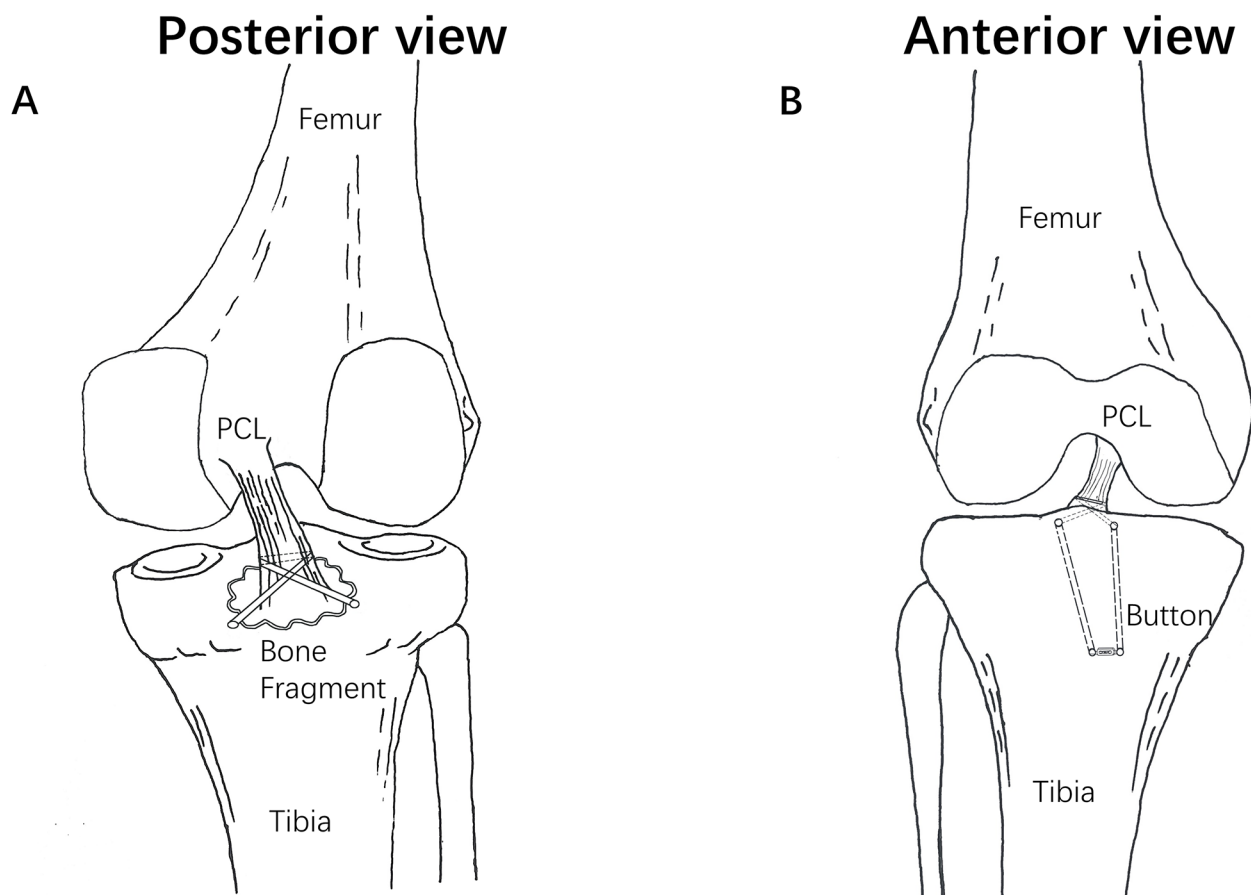 Posterior view
A
Femur
PCL
Bone
Fragment
Tibia
Anterior view
B
Femur
PCL
Button
Tibia